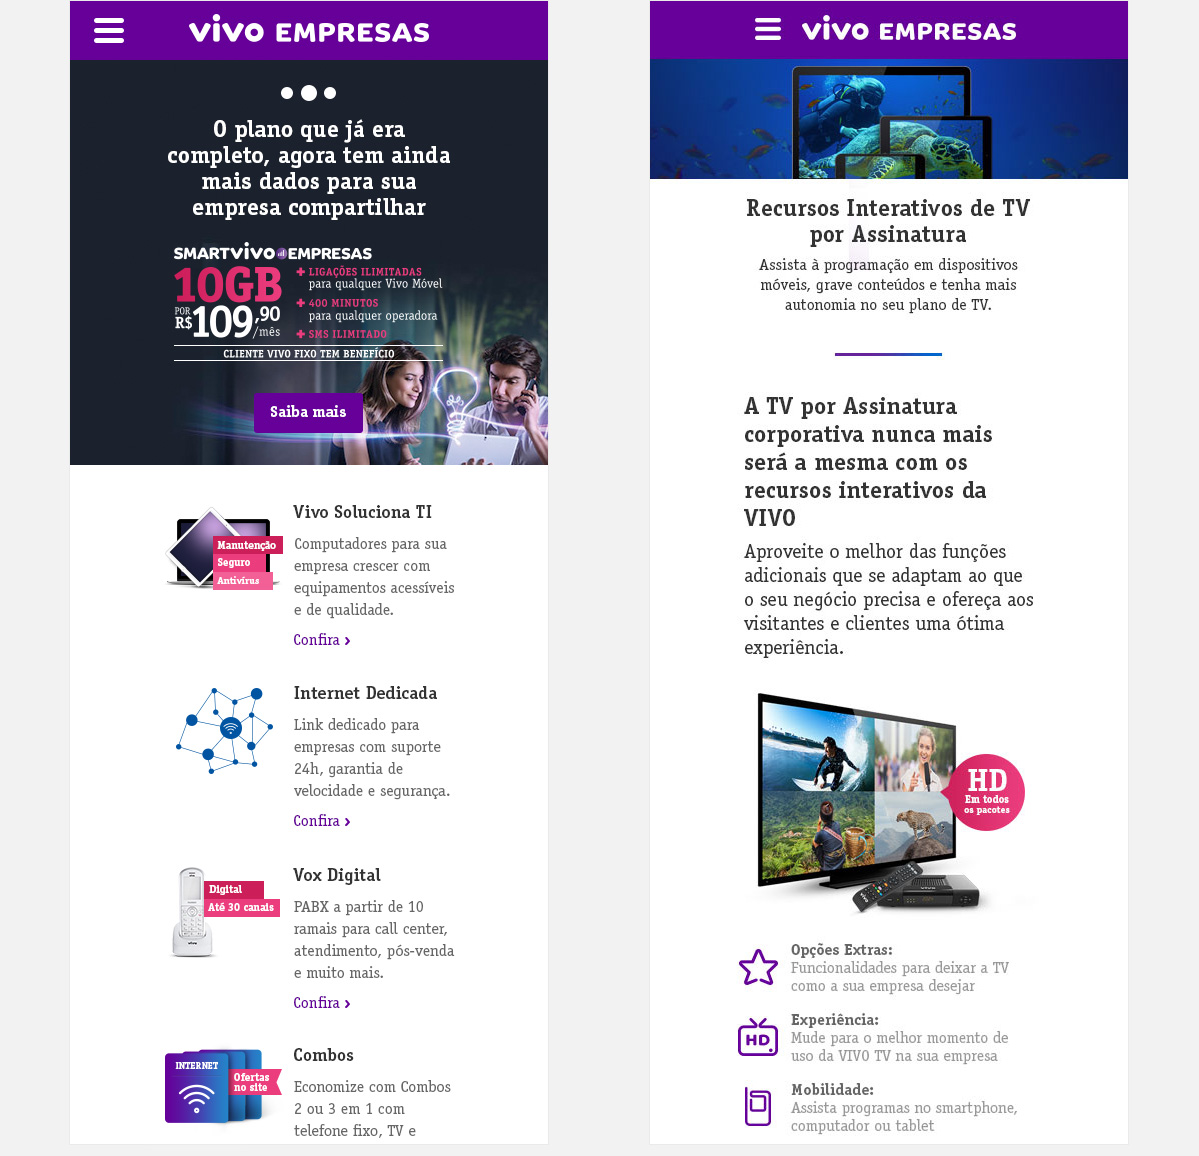 vivo EMPRESAS
O plano que já era
completo, agora tem ainda
mais dados para sua
empresa compartilhar
SMARTVIVO EMPRESAS
10GB
POR
R$109,90
/mês
+ LIGAÇÕES ILIMITADAS
para qualquer Vivo Móvel
+ 400 MINUTOS
para qualquer operadora
+ SMS ILIMITADO
CLIENTE VIVO FIXO TEM BENEFÍCIO
Saiba mais
Manutenção
Seguro
Antivírus
Vivo Soluciona TI
Computadores para sua
empresa crescer com
equipamentos acessíveis
e de qualidade.
Confira ›
Internet Dedicada
Link dedicado para
empresas com suporte
24h, garantia de
velocidade e segurança.
Confira ›
Digital
Até 30 canais
Vox Digital
PABX a partir de 10
ramais para call center,
atendimento, pós-venda
e muito mais.
Confira ›
INTERNET
Ofertas
no site
Combos
Economize com Combos
2 ou 3 em 1 com
telefone fixo, TV e
vivo EMPRESAS
Recursos Interativos de TV
por Assinatura
Assista à programação em dispositivos
móveis, grave conteúdos e tenha mais
autonomia no seu plano de TV.
A TV por Assinatura
corporativa nunca mais
será a mesma com os
recursos interativos da
VIVO
Aproveite o melhor das funções
adicionais que se adaptam ao que
o seu negócio precisa e ofereça aos
visitantes e clientes uma ótima
experiência.
HD
Em todos
os pacotes
vivo
Opções Extras:
Funcionalidades para deixar a TV
como a sua empresa desejar
HD
Experiência:
Mude para o melhor momento de
uso da VIVO TV na sua empresa
Mobilidade:
Assista programas no smartphone,
computador ou tablet